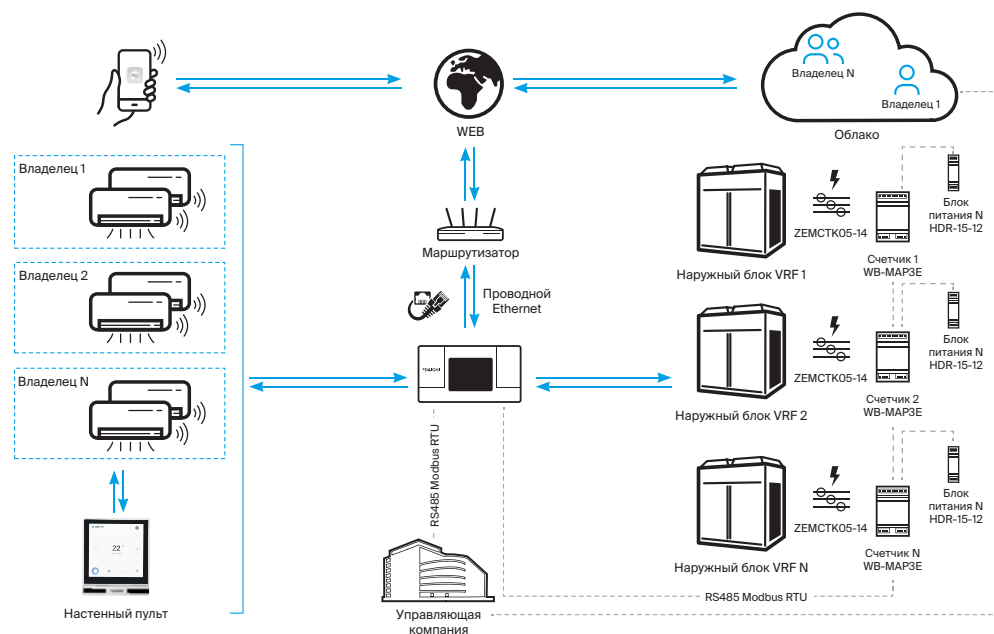 Владелец N
Владелец 1
Облако
WEB
Владелец 1
Маршрутизатор
Проводной
Ethernet
Владелец 2
Владелец N
DAICHI
RS485 Modbus RTU
22
Настенный пульт
Управляющая
компания
Наружный блок VRF 1
ZEMCTK05-14
Счетчик 1
WB-MAP3E
Блок
питания N
HDR-15-12
Наружный блок VRF 2
ZEMCTK05-14
Счетчик 2
WB-MAP3E
Блок
питания N
HDR-15-12
Наружный блок VRF N
ZEMCTK05-14
Счетчик N
WB-MAP3E
Блок
питания N
HDR-15-12
RS485 Modbus RTU